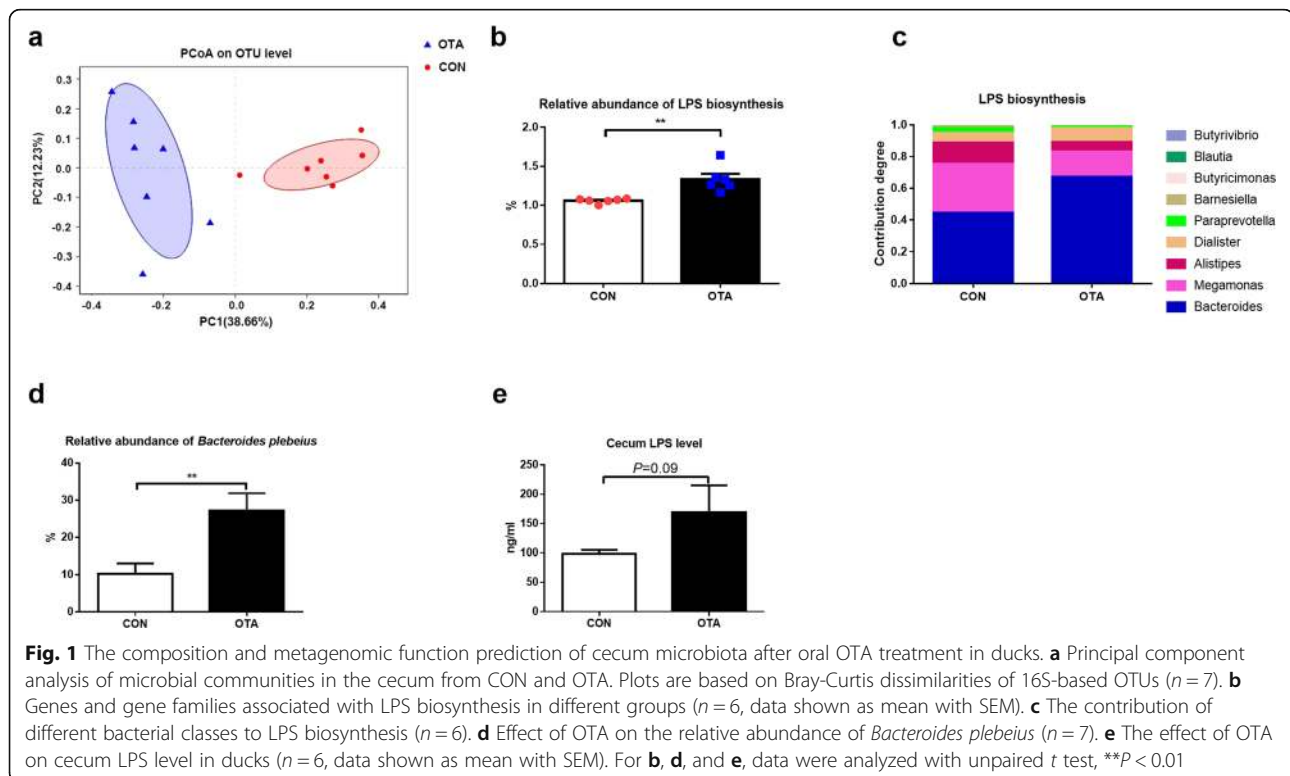 a
PCoA on OTU level
OTA
CON
0.3
0.2
0.1
0.0
-0.1
-0.2
-0.3
-0.4
PC2(12.23%)
-0.4
-0.2
0.0
0.2
0.4
PC1(38.66%)
b
Relative abundance of LPS biosynthesis
**
2.0
1.5
1.0
0.5
0.0
%
CON
OTA
c
LPS biosynthesis
1.0
0.8
0.6
0.4
0.2
0.0
Contribution degree
CON
OTA
Butyrivibrio
Blautia
Butyricimonas
Barnesiella
Paraprevotella
Dialister
Alistipes
Megamonas
Bacteroides
d
Relative abundance of Bacteroides plebeius
**
40
30
20
10
0
%
CON
OTA
e
Cecum LPS level
P=0.09
250
200
150
100
50
0
ng/ml
CON
OTA
Fig. 1 The composition and metagenomic function prediction of cecum microbiota after oral OTA treatment in ducks. a Principal component
analysis of microbial communities in the cecum from CON and OTA. Plots are based on Bray-Curtis dissimilarities of 16S-based OTUs (n = 7). b
Genes and gene families associated with LPS biosynthesis in different groups (n = 6, data shown as mean with SEM). c The contribution of
different bacterial classes to LPS biosynthesis (n = 6). d Effect of OTA on the relative abundance of Bacteroides plebeius (n = 7). e The effect of OTA
on cecum LPS level in ducks (n = 6, data shown as mean with SEM). For b, d, and e, data were analyzed with unpaired t test, **P < 0.01